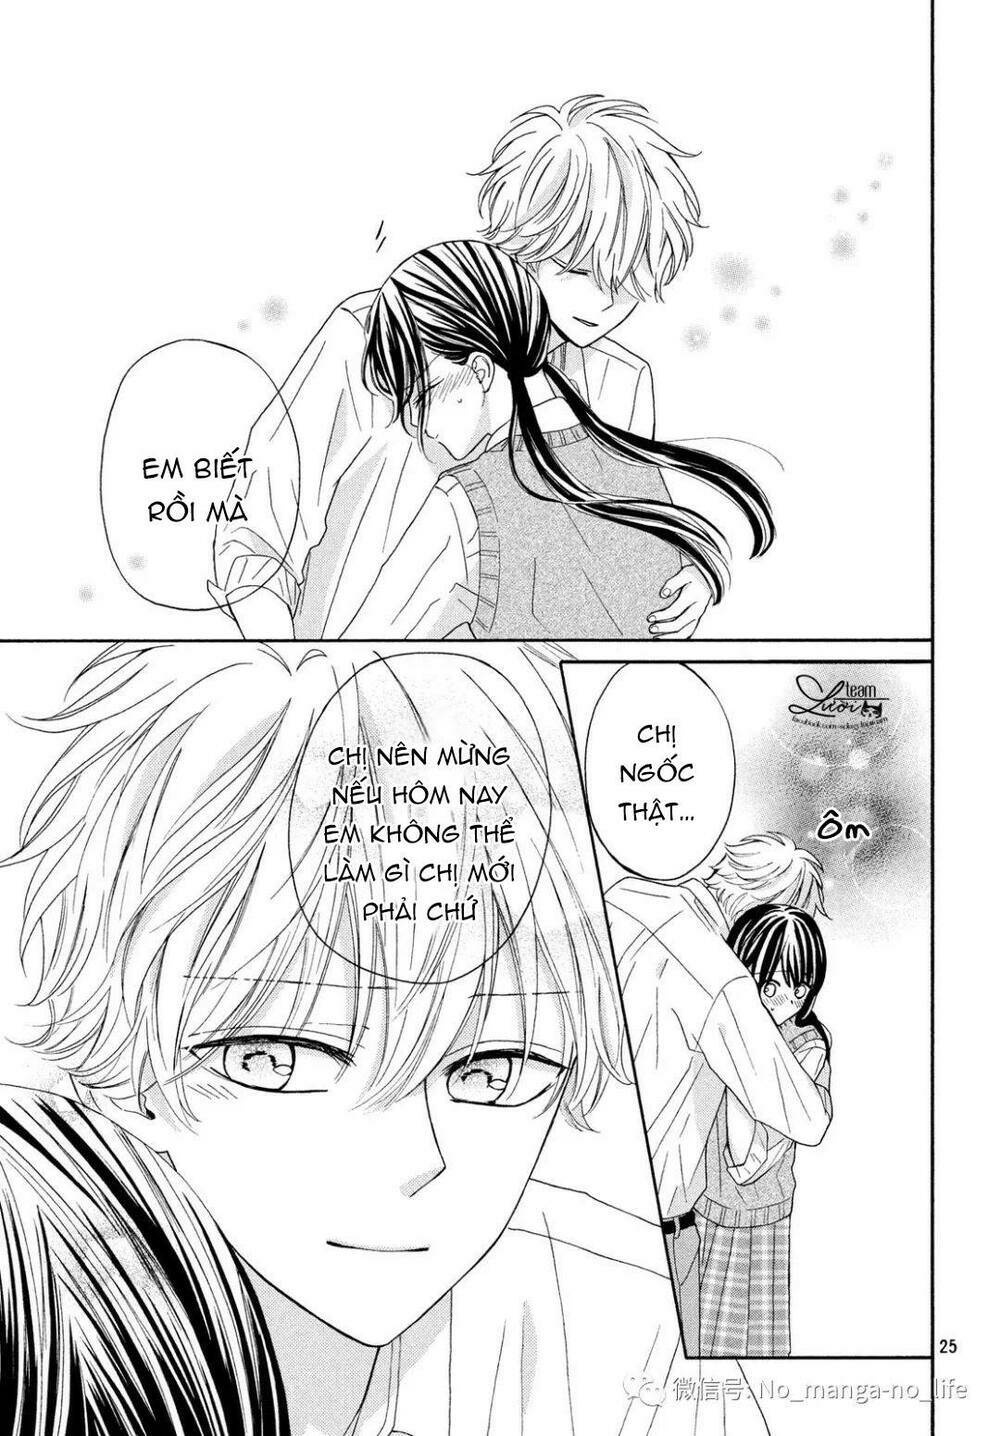 EM BIẾT
RỒI MÀ
CHỊ
NGỐC
THẬT...
team
Lười
ÔM
CHỊ NÊN MỪNG
NẾU HÔM NAY
EM KHÔNG THỂ
LÀM GÌ CHỊ MỚI
PHẢI CHỨ
25
微信号: No_manga-no_life